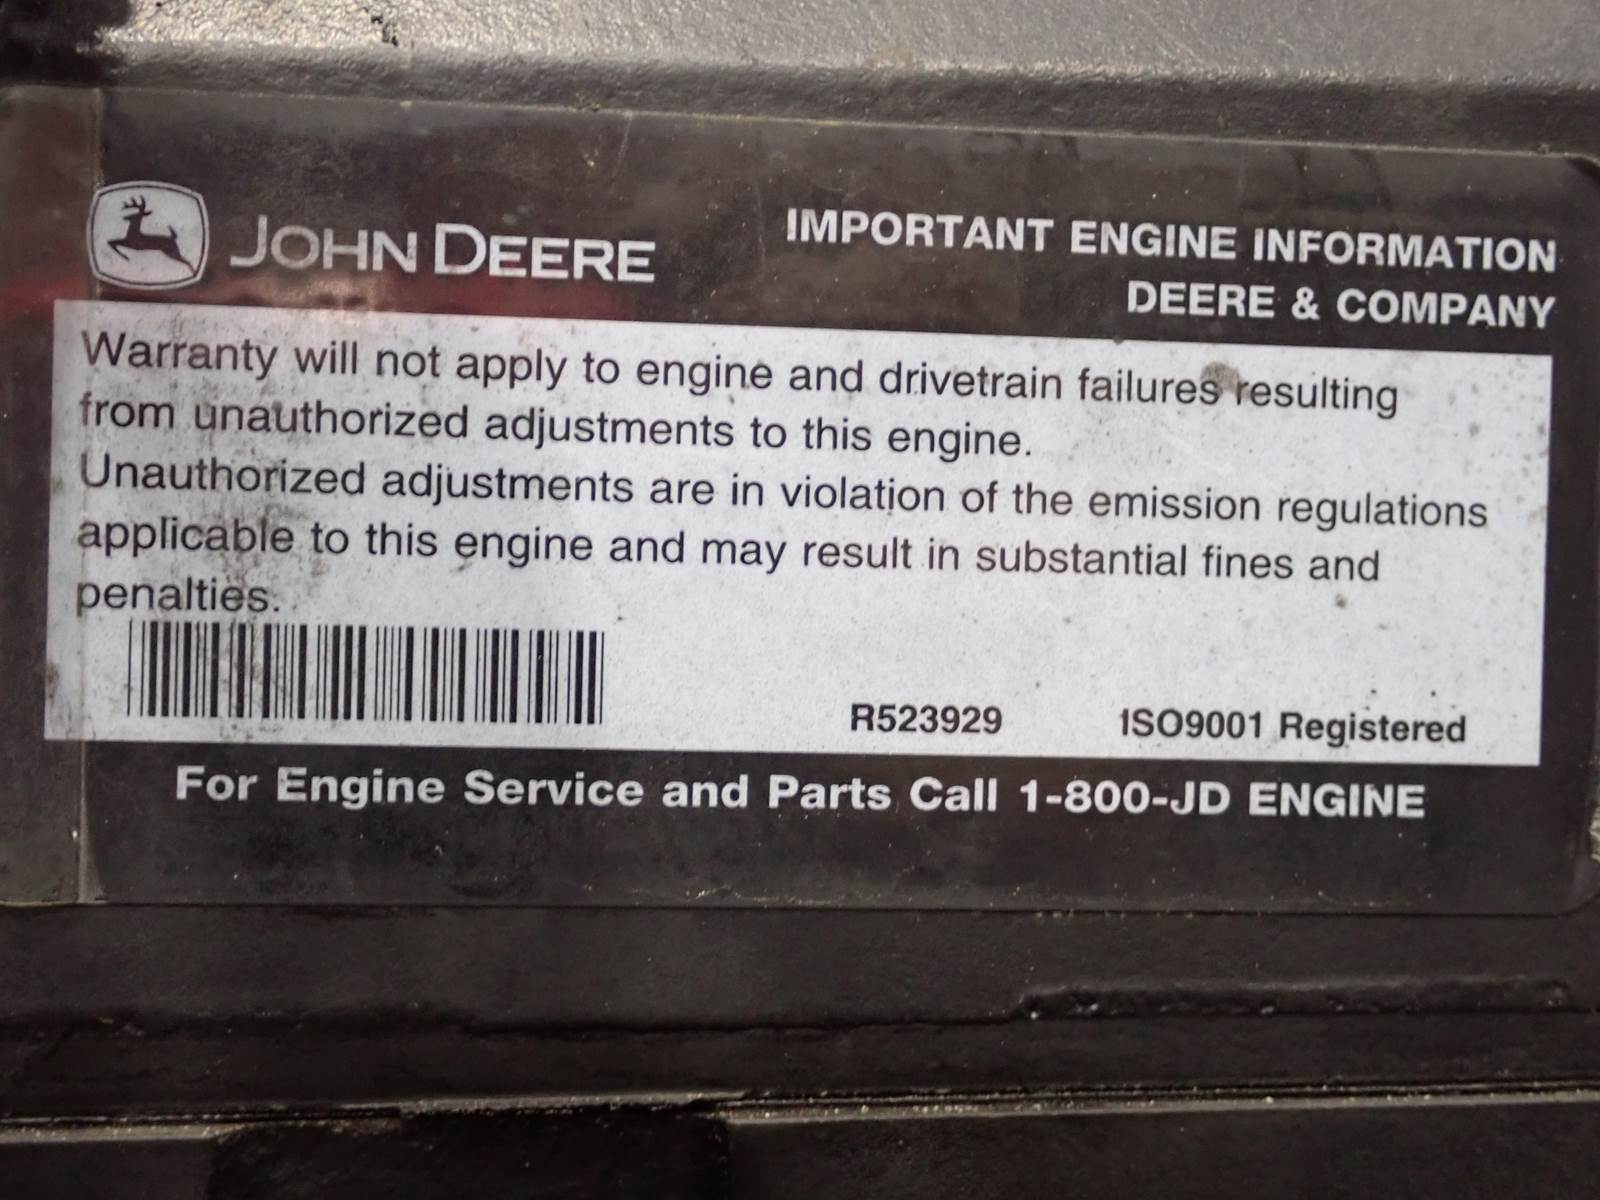 JOHN DEERE
IMPORTANT ENGINE INFORMATION
DEERE & COMPANY
Warranty will not apply to engine and drivetrain failures resulting
from unauthorized adjustments to this engine.
Unauthorized adjustments are in violation of the emission regulations
applicable to this engine and may result in substantial fines and
penalties.
R523929 ISO9001 Registered
For Engine Service and Parts Call 1-800-JD ENGINE